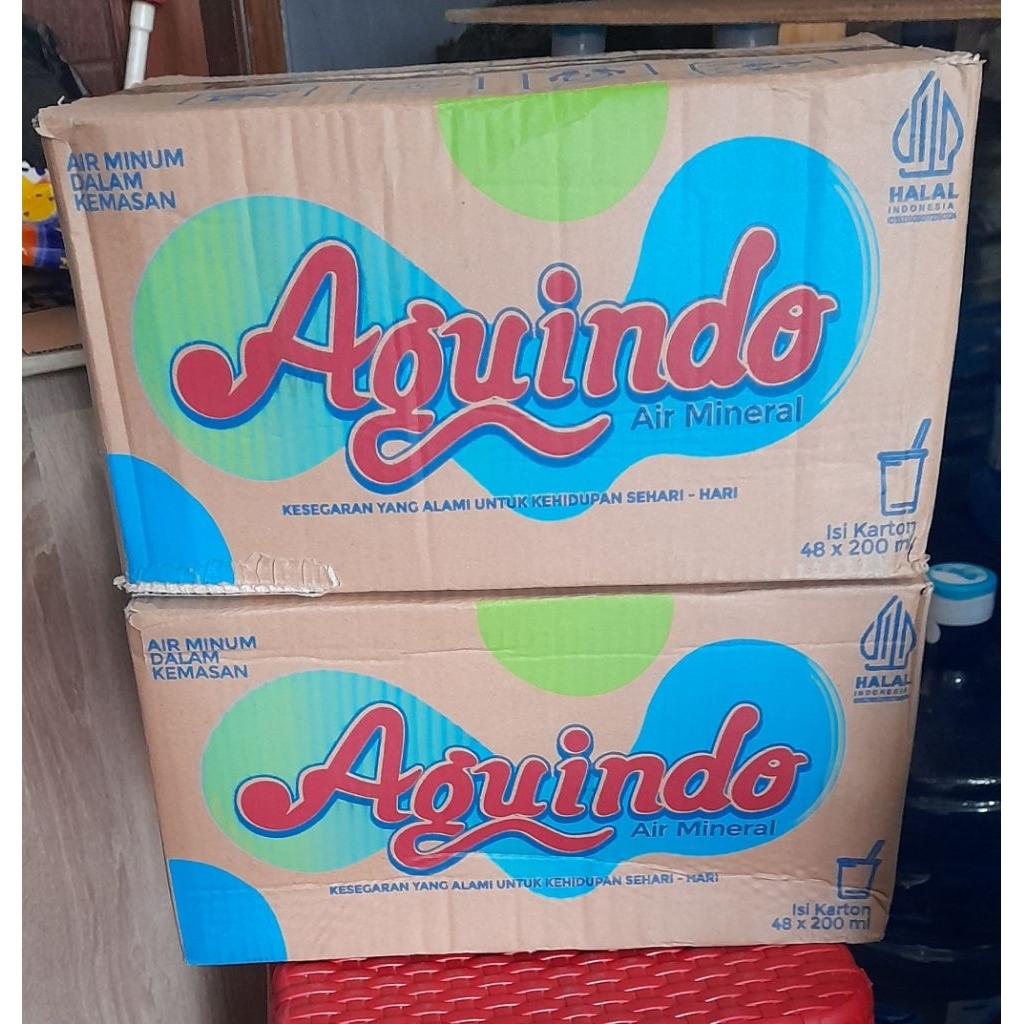 AIR MINUM
DALAM
KEMASAN
HALAL
INDONESIA
Aguindo
Air Mineral
KESEGARAN YANG ALAMI UNTUK KEHIDUPAN SEHARI - HARI
Isi Karton
48 x 200 ml
AIR MINUM
DALAM
KEMASAN
HALAL
INDONESIA
Aguindo
Air Mineral
KESEGARAN YANG ALAMI UNTUK KEHIDUPAN SEHARI - HARI
Isi Karton
48 x 200 ml